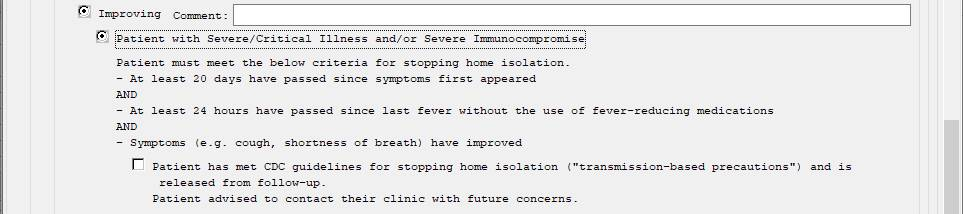 Improving Comment:
Patient with Severe/Critical Illness and/or Severe Immunocompromise
Patient must meet the below criteria for stopping home isolation.
- At least 20 days have passed since symptoms first appeared
AND
- At least 24 hours have passed since last fever without the use of fever-reducing medications
AND
- Symptoms (e.g. cough, shortness of breath) have improved
Patient has met CDC guidelines for stopping home isolation ("transmission-based precautions") and is
released from follow-up.
Patient advised to contact their clinic with future concerns.